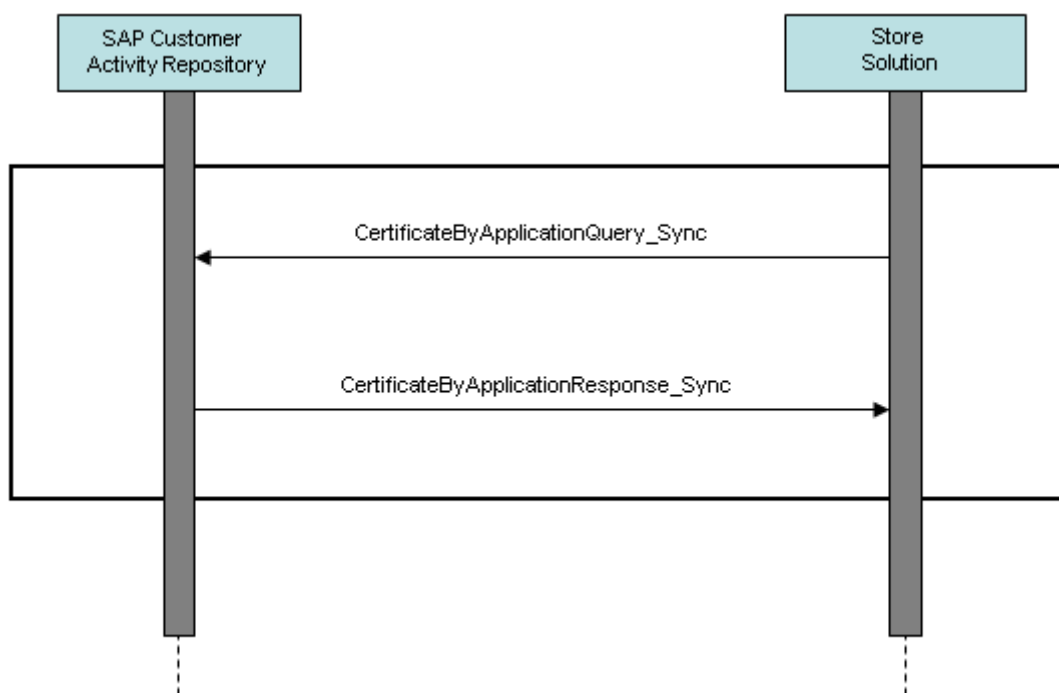 SAP Customer
Activity Repository
Store
Solution
CertificateByApplicationQuery_Sync
CertificateByApplicationResponse_Sync